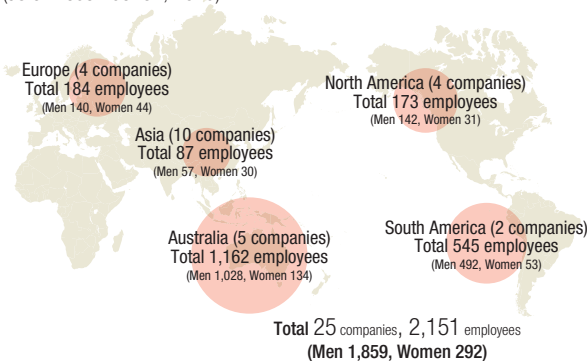 Europe (4 companies)
Total 184 employees
(Men 140, Women 44)
North America (4 companies)
Total 173 employees
(Men 142, Women 31)
Asia (10 companies)
Total 87 employees
(Men 57, Women 30)
Australia (5 companies)
Total 1,162 employees
(Men 1,028, Women 134)
South America (2 companies)
Total 545 employees
(Men 492, Women 53)
Total 25 companies, 2,151 employees
(Men 1,859, Women 292)